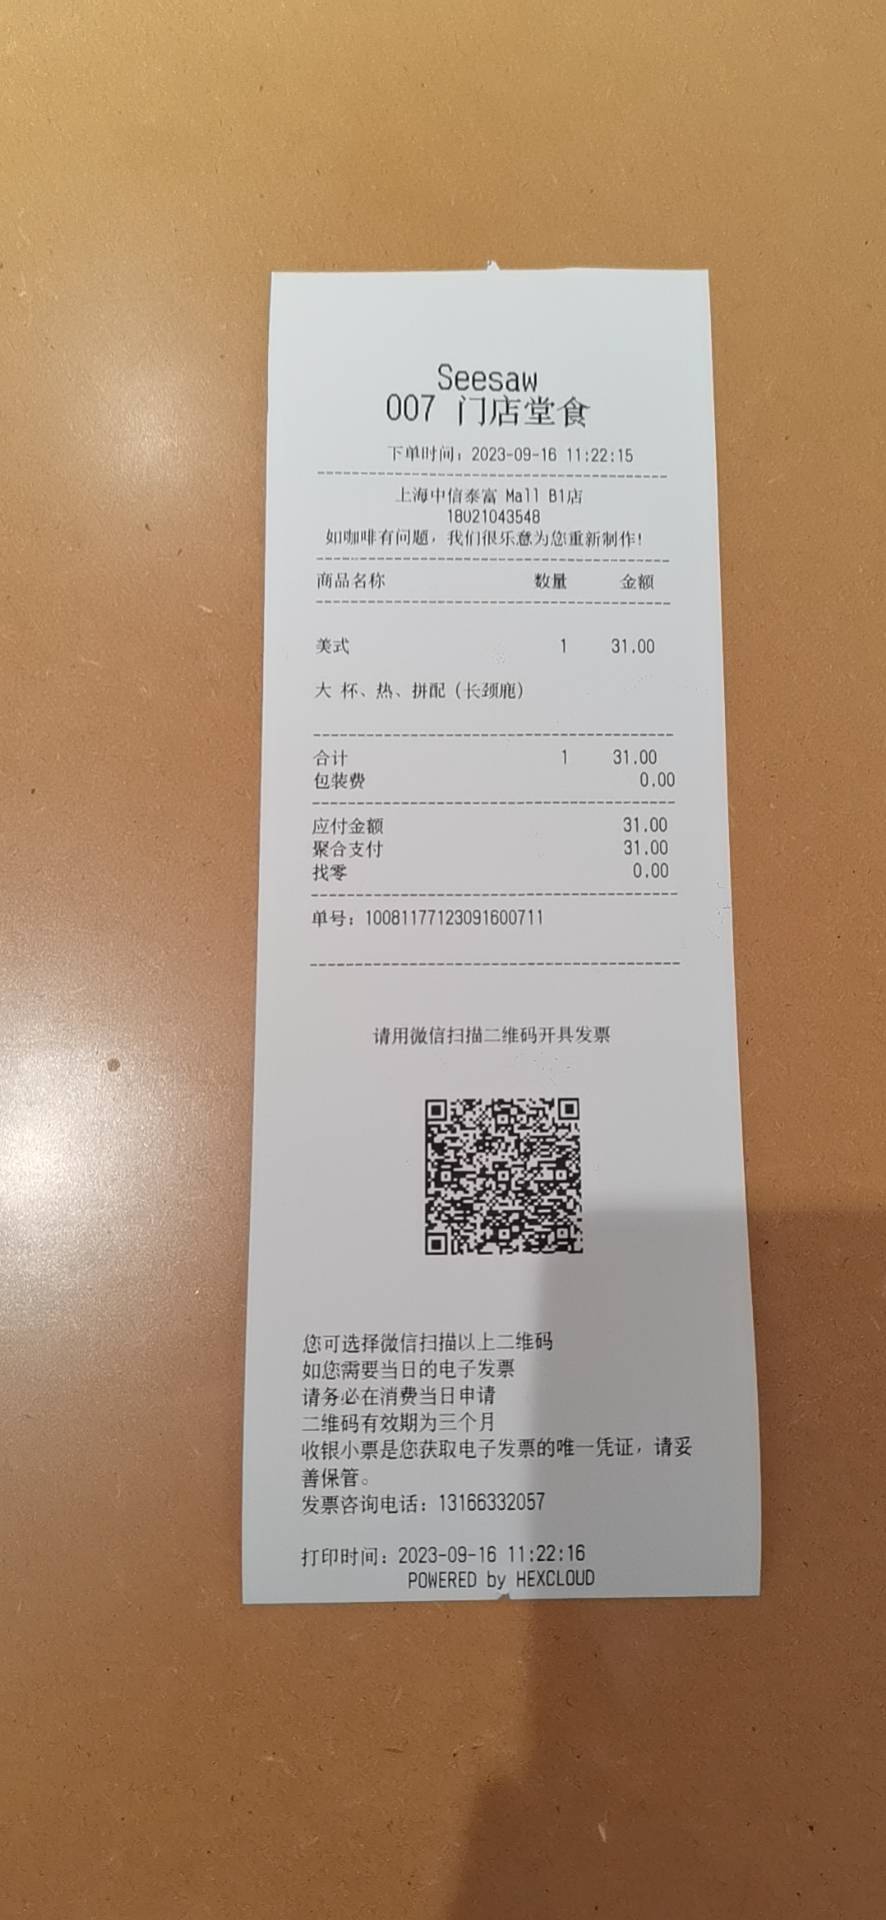 Seesaw
007 门店堂食
下单时间：2023-09-16 11:22:15
上海中信泰富 Mall B1店
18021043548
如咖啡有问题，我们很乐意为您重新制作!
商品名称 数量 金额
美式 1 31.00
大 杯、热、拼配（长颈鹿）
合计 1 31.00
包装费 0.00
应付金额 31.00
聚合支付 31.00
找零 0.00
单号：10081177123091600711
请用微信扫描二维码开具发票
您可选择微信扫描以上二维码
如您需要当日的电子发票
请务必在消费当日申请
二维码有效期为三个月
收银小票是您获取电子发票的唯一凭证，请妥
善保管。
发票咨询电话：13166332057
打印时间：2023-09-16 11:22:16
POWERED by HEXCLOUD